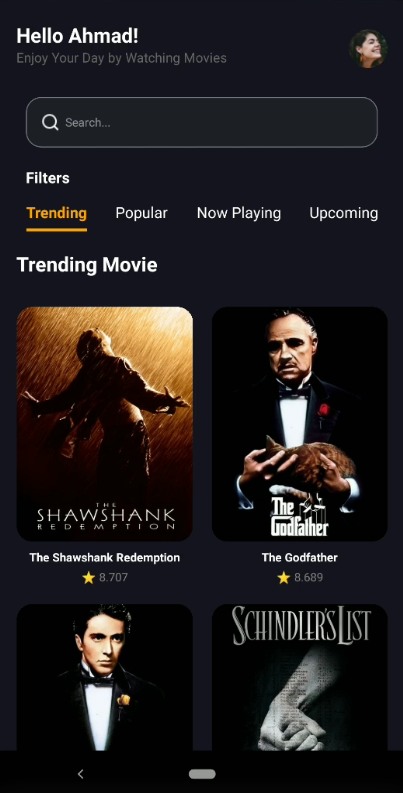 Hello Ahmad!
Enjoy Your Day by Watching Movies
Search...
Filters
Trending Popular Now Playing Upcoming
Trending Movie
THE
SHAWSHANK
REDEMPTION
The
Godfather
The Shawshank Redemption
8.707
The Godfather
8.689
SCHINDLER'S LIST